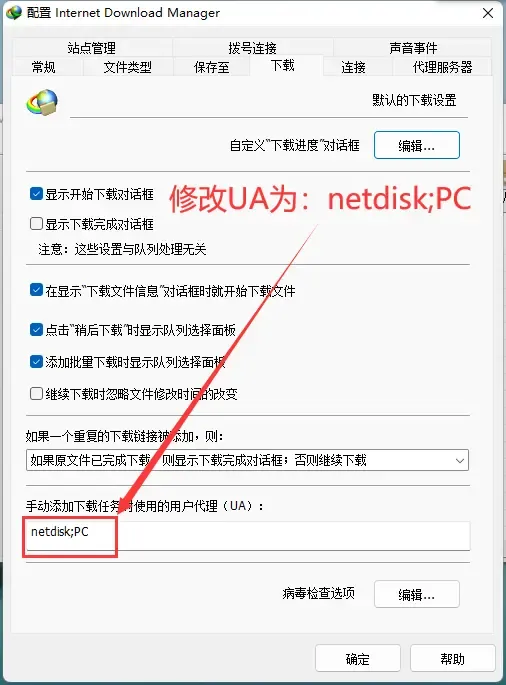 配置 Internet Download Manager
站点管理 拨号连接 声音事件
常规 文件类型 保存至 下载 连接 代理服务器
默认的下载设置
自定义“下载进度”对话框 编辑...
显示开始下载对话框
修改UA为：netdisk;PC
显示下载完成对话框
注意：这些设置与队列处理无关
在显示“下载文件信息”对话框时就开始下载文件
点击“稍后下载”时显示队列选择面板
添加批量下载时显示队列选择面板
继续下载时忽略文件修改时间的改变
如果一个重复的下载链接被添加，则：
如果原文件已完成下载，则显示下载完成对话框；否则继续下载
手动添加下载任务时使用的用户代理（UA）：
netdisk;PC
病毒检查选项 编辑...
确定 帮助